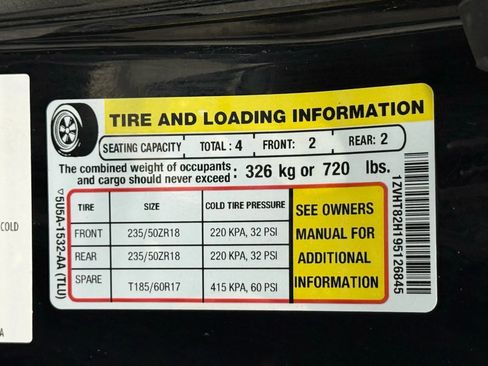 TIRE AND LOADING INFORMATION
SEATING CAPACITY TOTAL : 4 FRONT: 2 REAR: 2
The combined weight of occupants and cargo should never exceed : 326 kg or 720 lbs.
TIRE SIZE COLD TIRE PRESSURE
FRONT 235/50ZR18 220 KPA, 32 PSI
REAR 235/50ZR18 220 KPA, 32 PSI
SPARE T185/60R17 415 KPA, 60 PSI
SEE OWNERS
MANUAL FOR
ADDITIONAL
INFORMATION
▽5U5A-1532-AA (TLU)
1ZVHT82H195126845
COLD
A